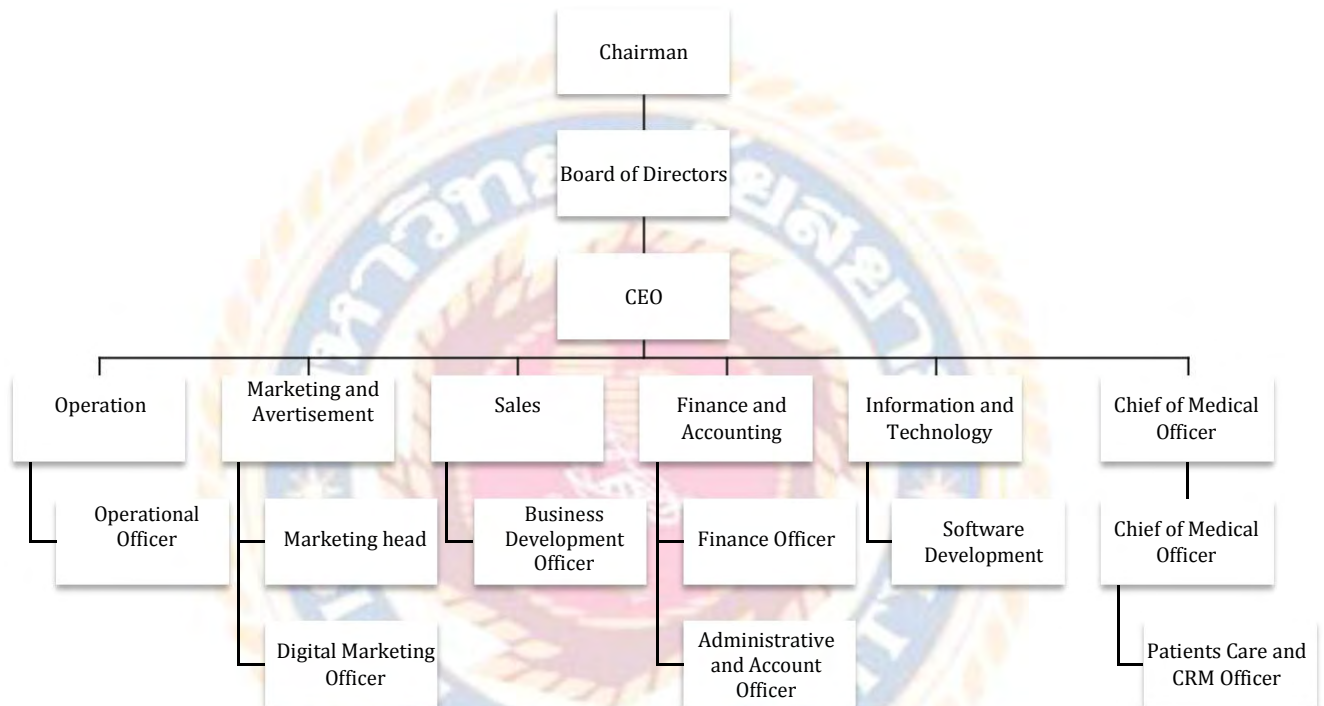 Chairman
Board of Directors
CEO
Operation
Marketing and
Avertisement
Sales
Finance and
Accounting
Information and
Technology
Chief of Medical
Officer
Operational
Officer
Marketing head
Business
Development
Officer
Finance Officer
Software
Development
Chief of Medical
Officer
Digital Marketing
Officer
Administrative
and Account
Officer
Patients Care and
CRM Officer